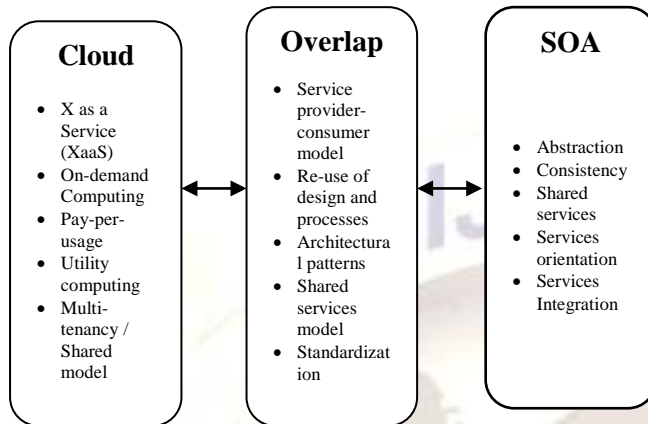 Cloud
• X as a
Service
(XaaS)
• On-demand
Computing
• Pay-per-
usage
• Utility
computing
• Multi-
tenancy /
Shared
model
Overlap
• Service
provider-
consumer
model
• Re-use of
design and
processes
• Architectura
l patterns
• Shared
services
model
• Standardizat
ion
SOA
• Abstraction
• Consistency
• Shared
services
• Services
orientation
• Services
Integration